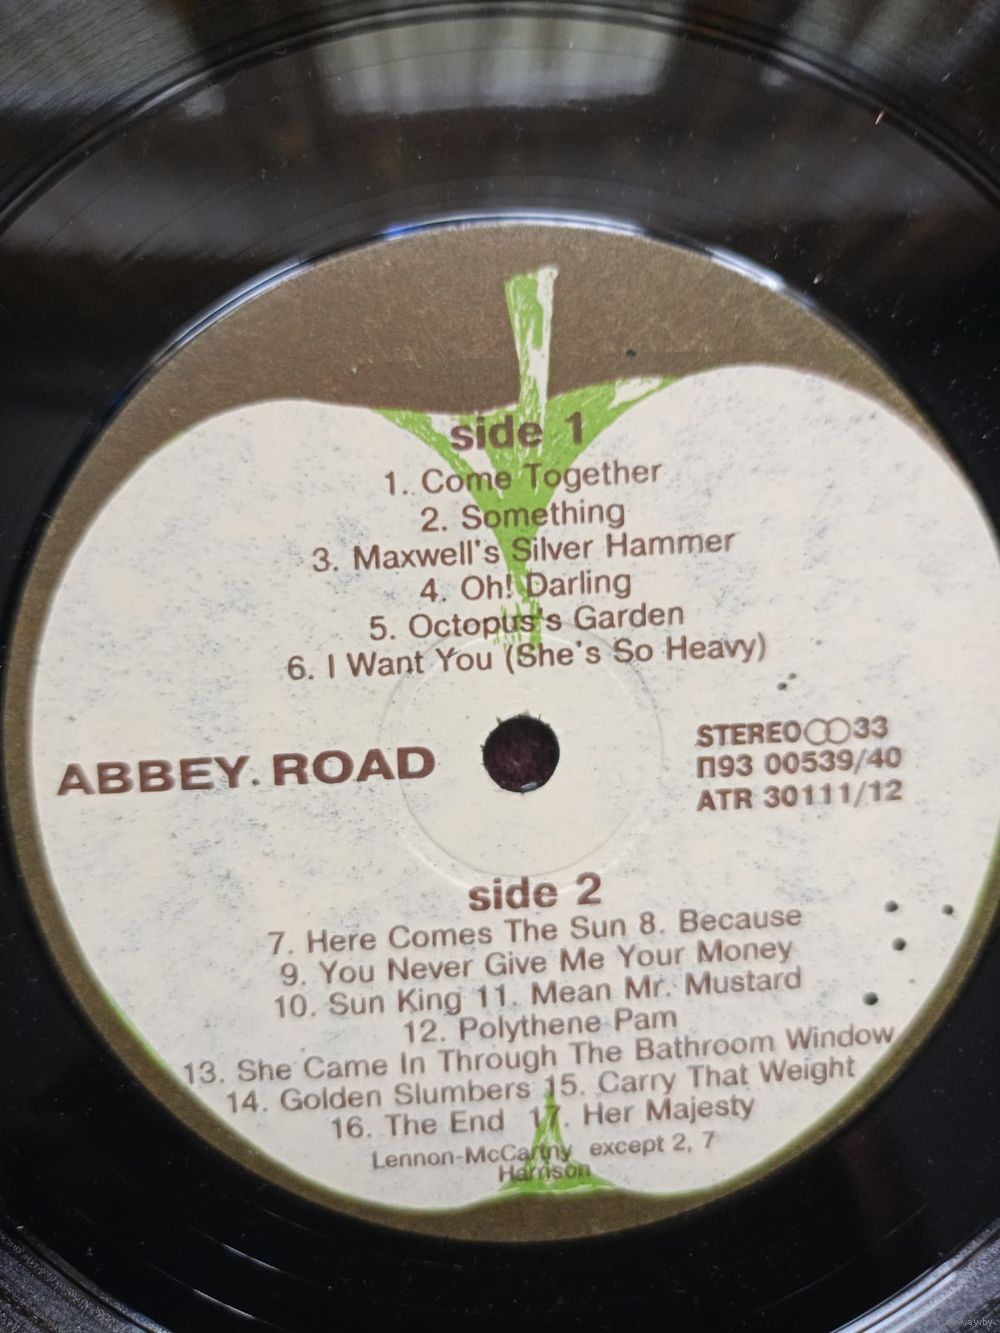 side 1
1. Come Together
2. Something
3. Maxwell's Silver Hammer
4. Oh! Darling
5. Octopus's Garden
6. I Want You (She's So Heavy)
ABBEY ROAD
STEREO 33
П93 00539/40
ATR 30111/12
side 2
7. Here Comes The Sun 8. Because
9. You Never Give Me Your Money
10. Sun King 11. Mean Mr. Mustard
12. Polythene Pam
13. She Came In Through The Bathroom Window
14. Golden Slumbers 15. Carry That Weight
16. The End 17. Her Majesty
Lennon-McCartny except 2, 7
Harrison
www.ay.by